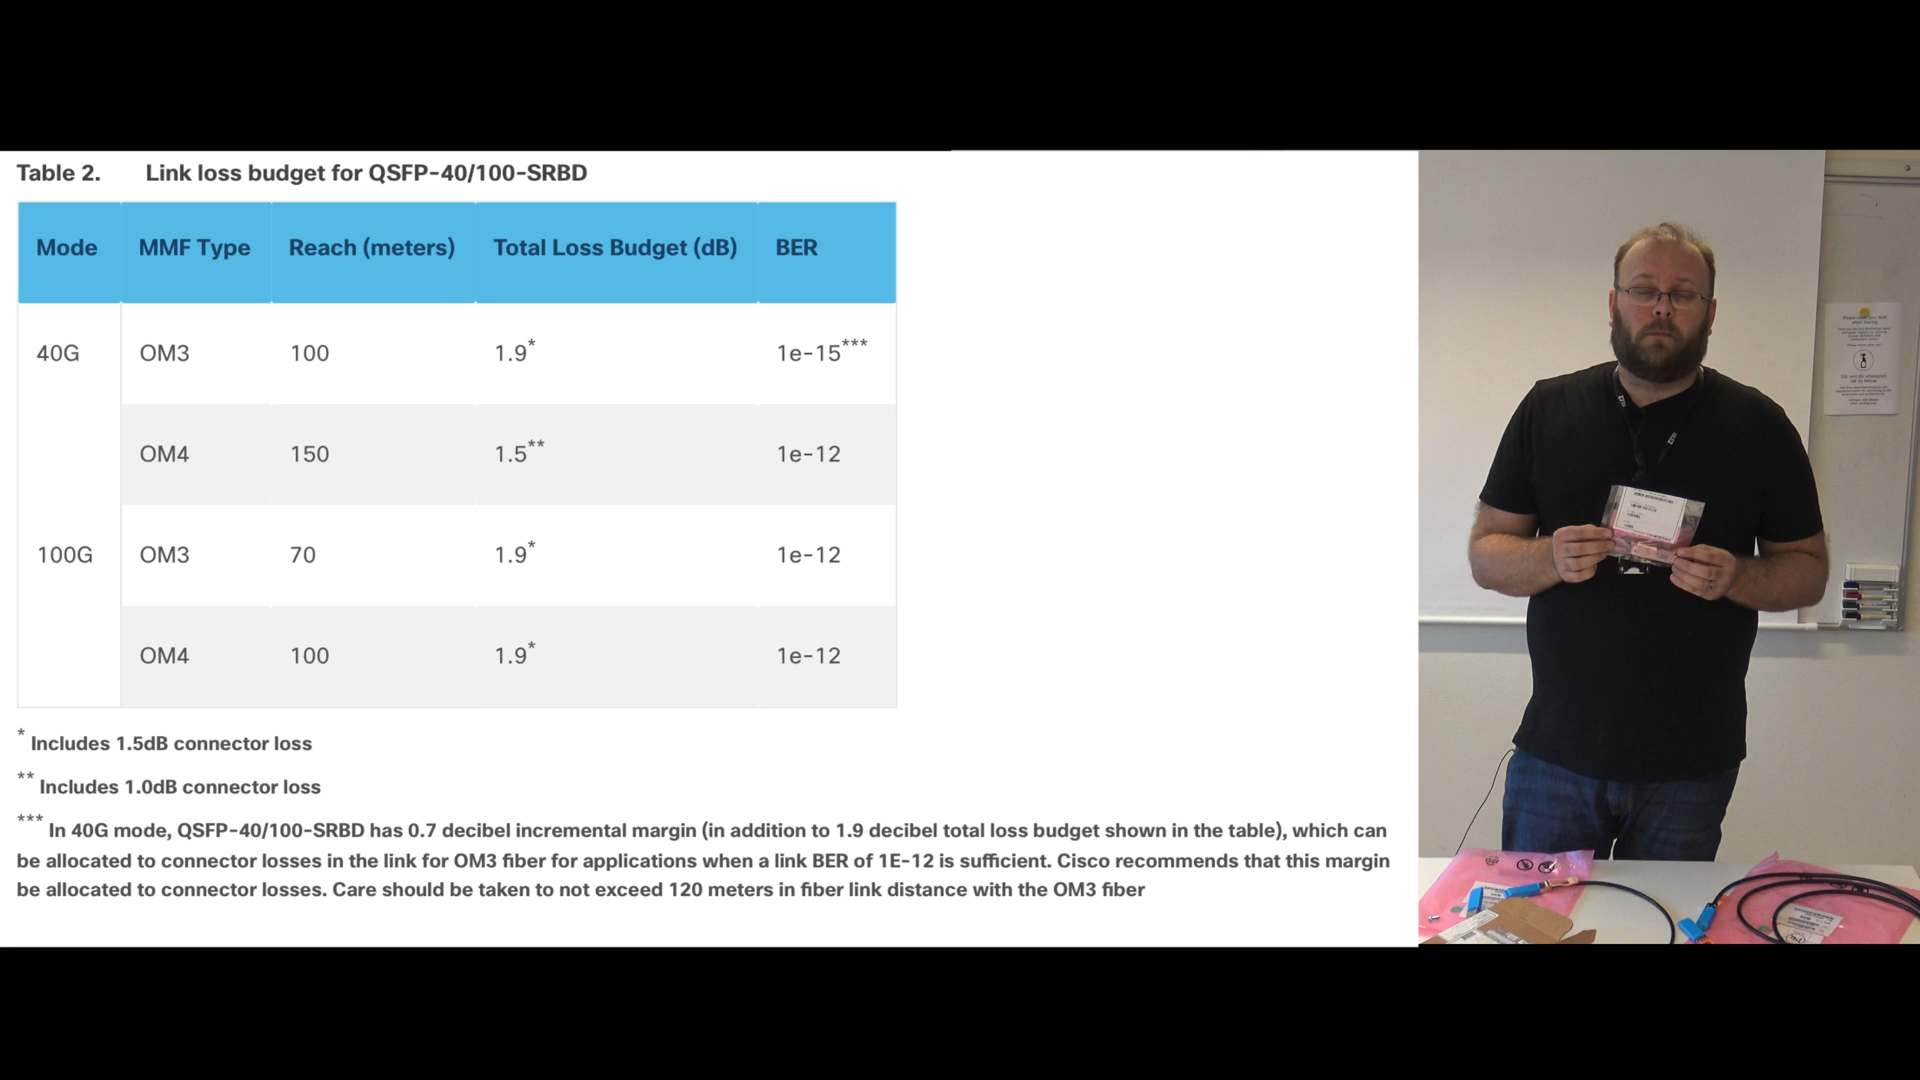 Table 2. Link loss budget for QSFP-40/100-SRBD
Mode MMF Type Reach (meters) Total Loss Budget (dB) BER
40G OM3 100 1.9* 1e-15***
OM4 150 1.5** 1e-12
100G OM3 70 1.9* 1e-12
OM4 100 1.9* 1e-12
* Includes 1.5dB connector loss
** Includes 1.0dB connector loss
*** In 40G mode, QSFP-40/100-SRBD has 0.7 decibel incremental margin (in addition to 1.9 decibel total loss budget shown in the table), which can
be allocated to connector losses in the link for OM3 fiber for applications when a link BER of 1E-12 is sufficient. Cisco recommends that this margin
be allocated to connector losses. Care should be taken to not exceed 120 meters in fiber link distance with the OM3 fiber